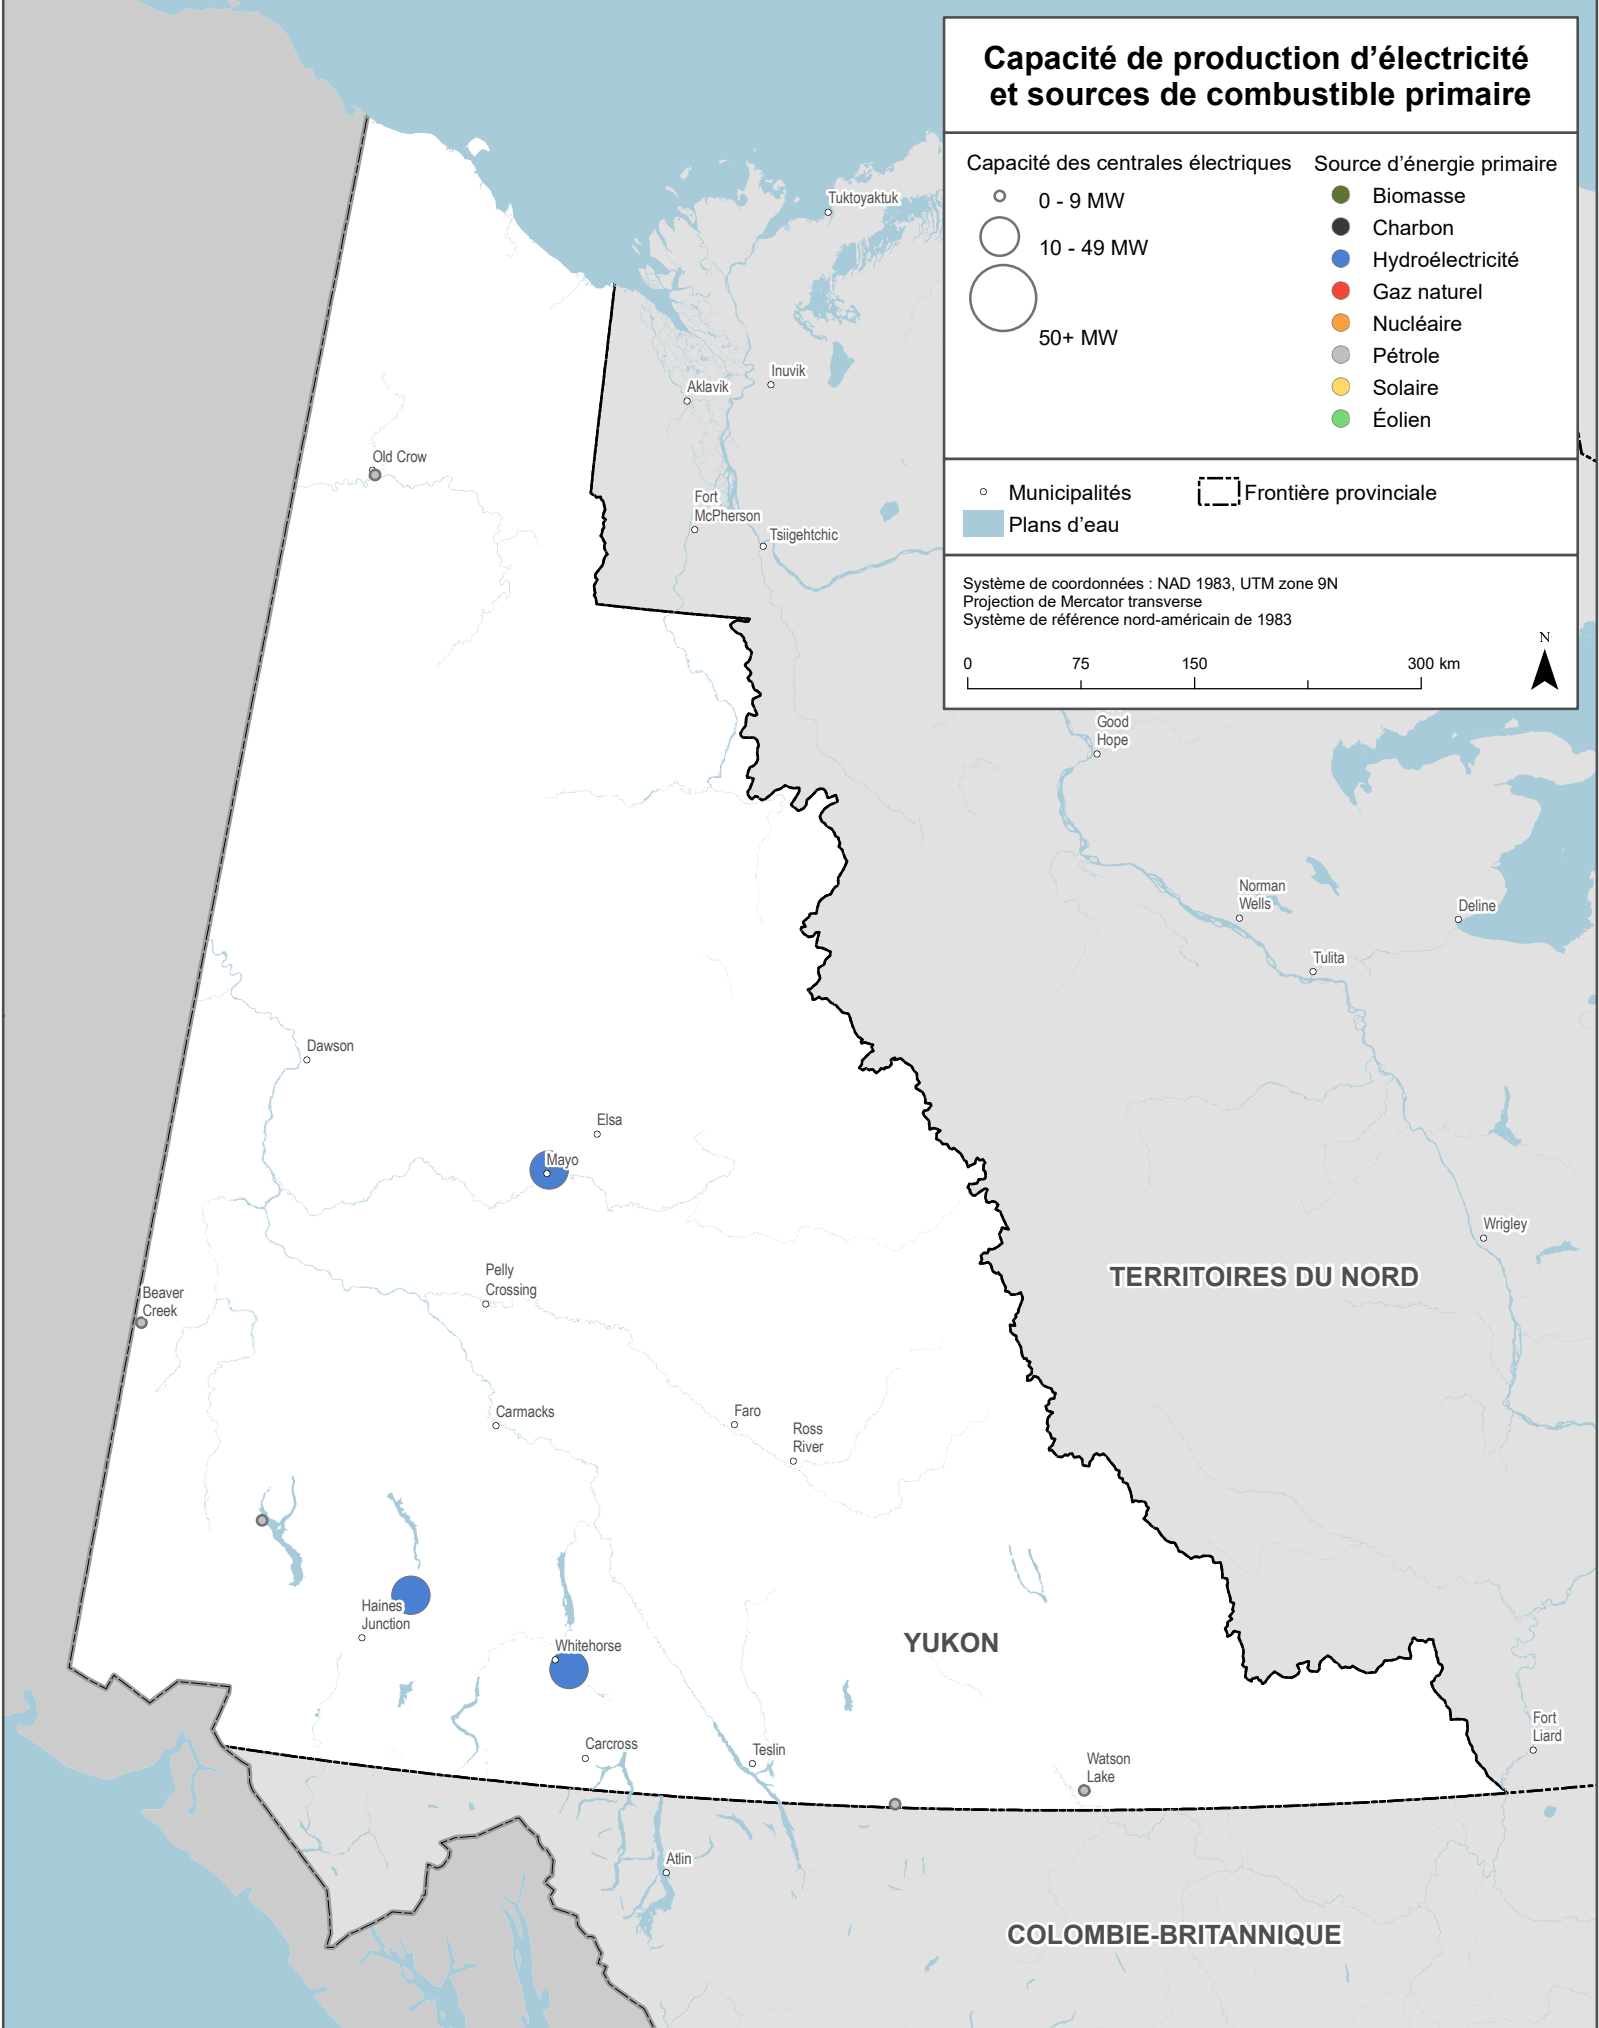 Capacité de production d’électricité
et sources de combustible primaire
Capacité des centrales électriques
0 - 9 MW
10 - 49 MW
50+ MW
Source d’énergie primaire
Biomasse
Charbon
Hydroélectricité
Gaz naturel
Nucléaire
Pétrole
Solaire
Éolien
Municipalités
Frontière provinciale
Plans d’eau
Système de coordonnées : NAD 1983, UTM zone 9N
Projection de Mercator transverse
Système de référence nord-américain de 1983
0 75 150 300 km
N
Tuktoyaktuk
Inuvik
Aklavik
Old Crow
Fort
McPherson
Tsiigehtchic
Good
Hope
Norman
Wells
Deline
Tulita
Dawson
Elsa
Mayo
Wrigley
Pelly
Crossing
TERRITOIRES DU NORD
Beaver
Creek
Carmacks
Faro
Ross
River
Haines
Junction
YUKON
Whitehorse
Fort
Liard
Carcross
Teslin
Watson
Lake
Atlin
COLOMBIE-BRITANNIQUE